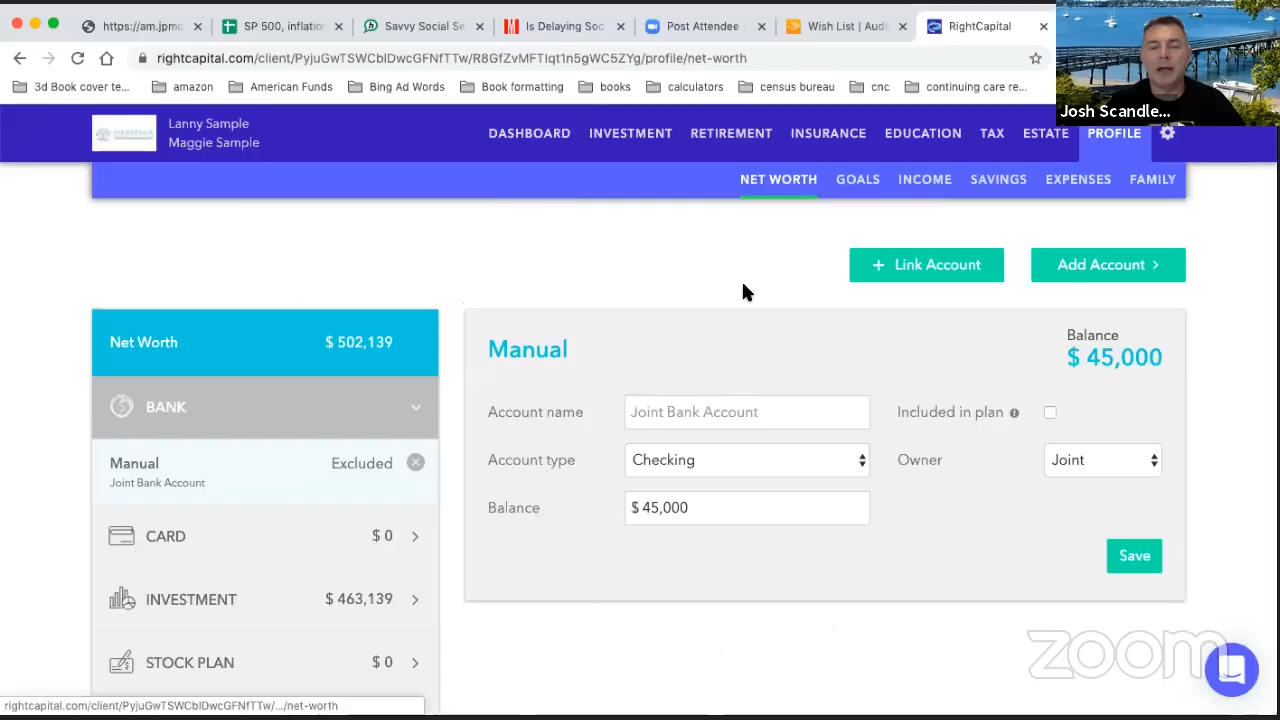 https://am.jpmo
SP 500, inflation
Savvy Social Se
Is Delaying Soc
Post Attendee
Wish List | Audi
RightCapital
rightcapital.com/client/PyjuGwTSWCblDwcGFNfTTw/R8GfZvMFTlqt1n5gWC5ZYg/profile/net-worth
3d Book cover te...
amazon
American Funds
Bing Ad Words
Book formatting
books
calculators
census bureau
cnc
continuing care re...
Josh Scandle...
Lanny Sample
Maggie Sample
DASHBOARD
INVESTMENT
RETIREMENT
INSURANCE
EDUCATION
TAX
ESTATE
PROFILE
NET WORTH
GOALS
INCOME
SAVINGS
EXPENSES
FAMILY
+ Link Account
Add Account >
Net Worth $ 502,139
BANK
Manual Excluded
Joint Bank Account
CARD $ 0
INVESTMENT $ 463,139
STOCK PLAN $ 0
Manual
Balance
$ 45,000
Account name Joint Bank Account Included in plan
Account type Checking Owner Joint
Balance $ 45,000
Save
zoom
rightcapital.com/client/PyjuGwTSWCblDwcGFNfTTw/.../net-worth